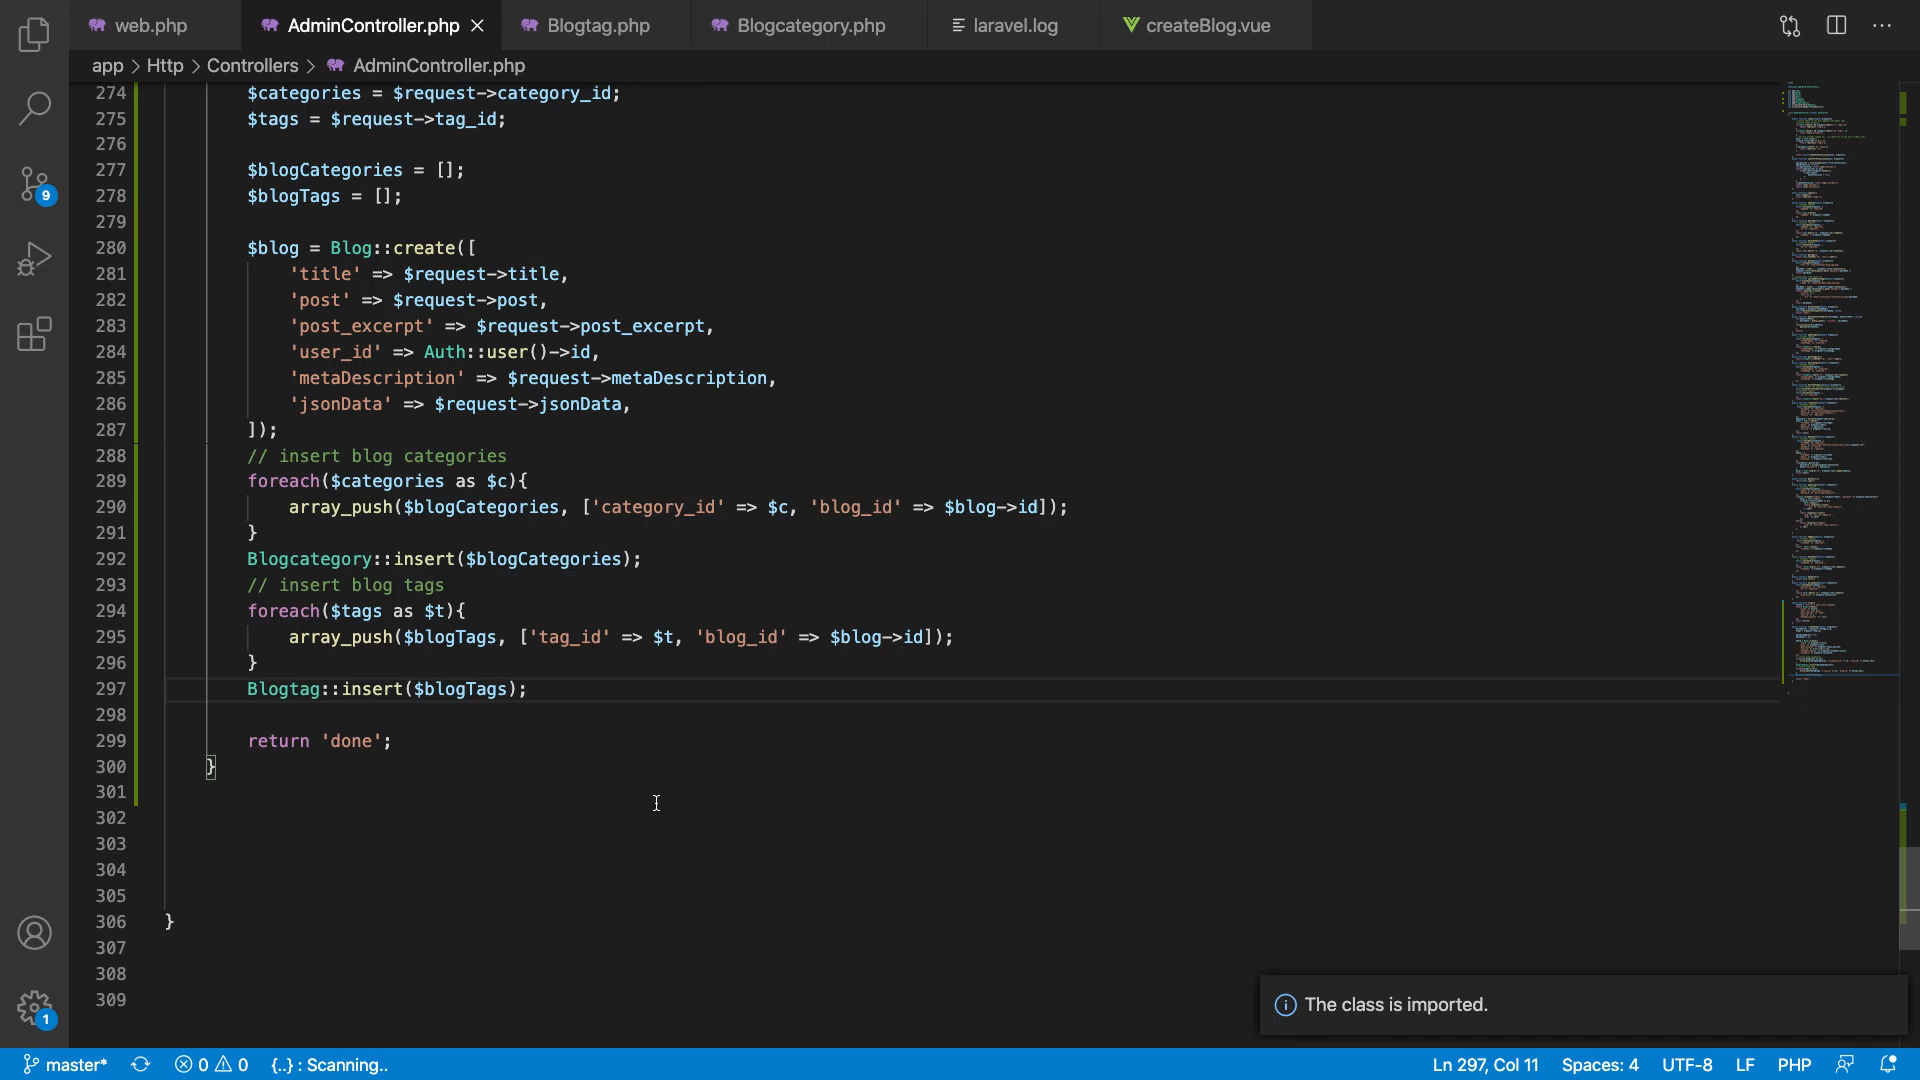 web.php
AdminController.php
Blogtag.php
Blogcategory.php
laravel.log
createBlog.vue
app > Http > Controllers > AdminController.php
274 $categories = $request->category_id;
275 $tags = $request->tag_id;
276
277 $blogCategories = [];
278 $blogTags = [];
279
280 $blog = Blog::create([
281 'title' => $request->title,
282 'post' => $request->post,
283 'post_excerpt' => $request->post_excerpt,
284 'user_id' => Auth::user()->id,
285 'metaDescription' => $request->metaDescription,
286 'jsonData' => $request->jsonData,
287 ]);
288 // insert blog categories
289 foreach($categories as $c){
290 array_push($blogCategories, ['category_id' => $c, 'blog_id' => $blog->id]);
291 }
292 Blogcategory::insert($blogCategories);
293 // insert blog tags
294 foreach($tags as $t){
295 array_push($blogTags, ['tag_id' => $t, 'blog_id' => $blog->id]);
296 }
297 Blogtag::insert($blogTags);
298
299 return 'done';
300 }
301
302
303
304
305
306 }
307
308
309
9
1
The class is imported.
master* 0 0 {..} : Scanning.. Ln 297, Col 11 Spaces: 4 UTF-8 LF PHP